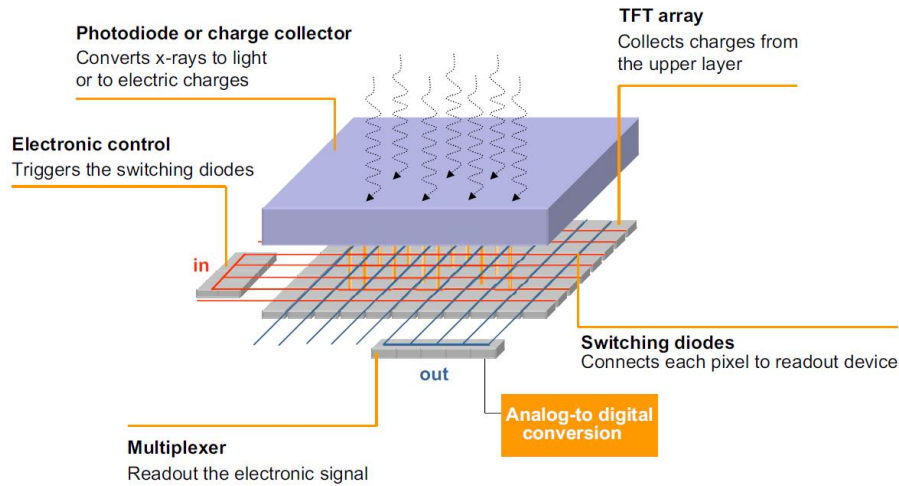 Photodiode or charge collector
Converts x-rays to light
or to electric charges
TFT array
Collects charges from
the upper layer
Electronic control
Triggers the switching diodes
in
Switching diodes
Connects each pixel to readout device
out
Analog-to digital
conversion
Multiplexer
Readout the electronic signal